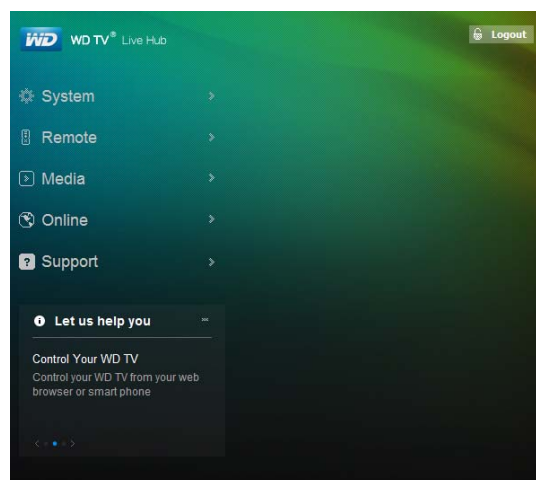 WD WD TV® Live Hub
Logout
System
Remote
Media
Online
Support
Let us help you
Control Your WD TV
Control your WD TV from your web
browser or smart phone